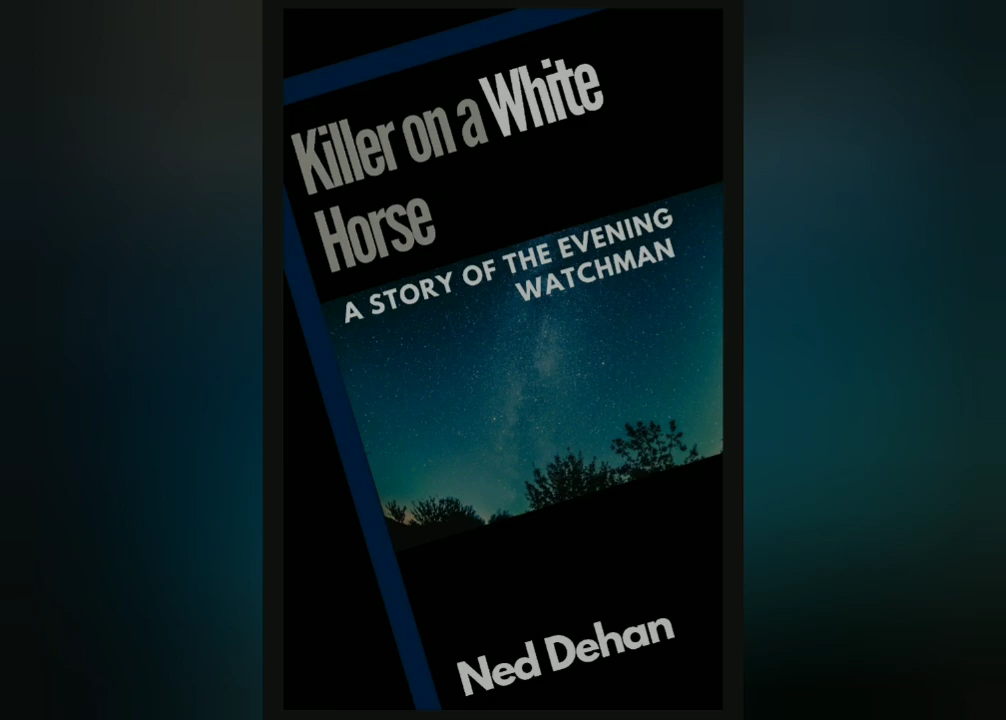 Killer on a White
Horse
A STORY OF THE EVENING
WATCHMAN
Ned Dehan